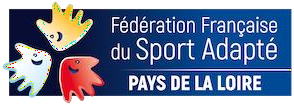 Fédération Française
du Sport Adapté
PAYS DE LA LOIRE